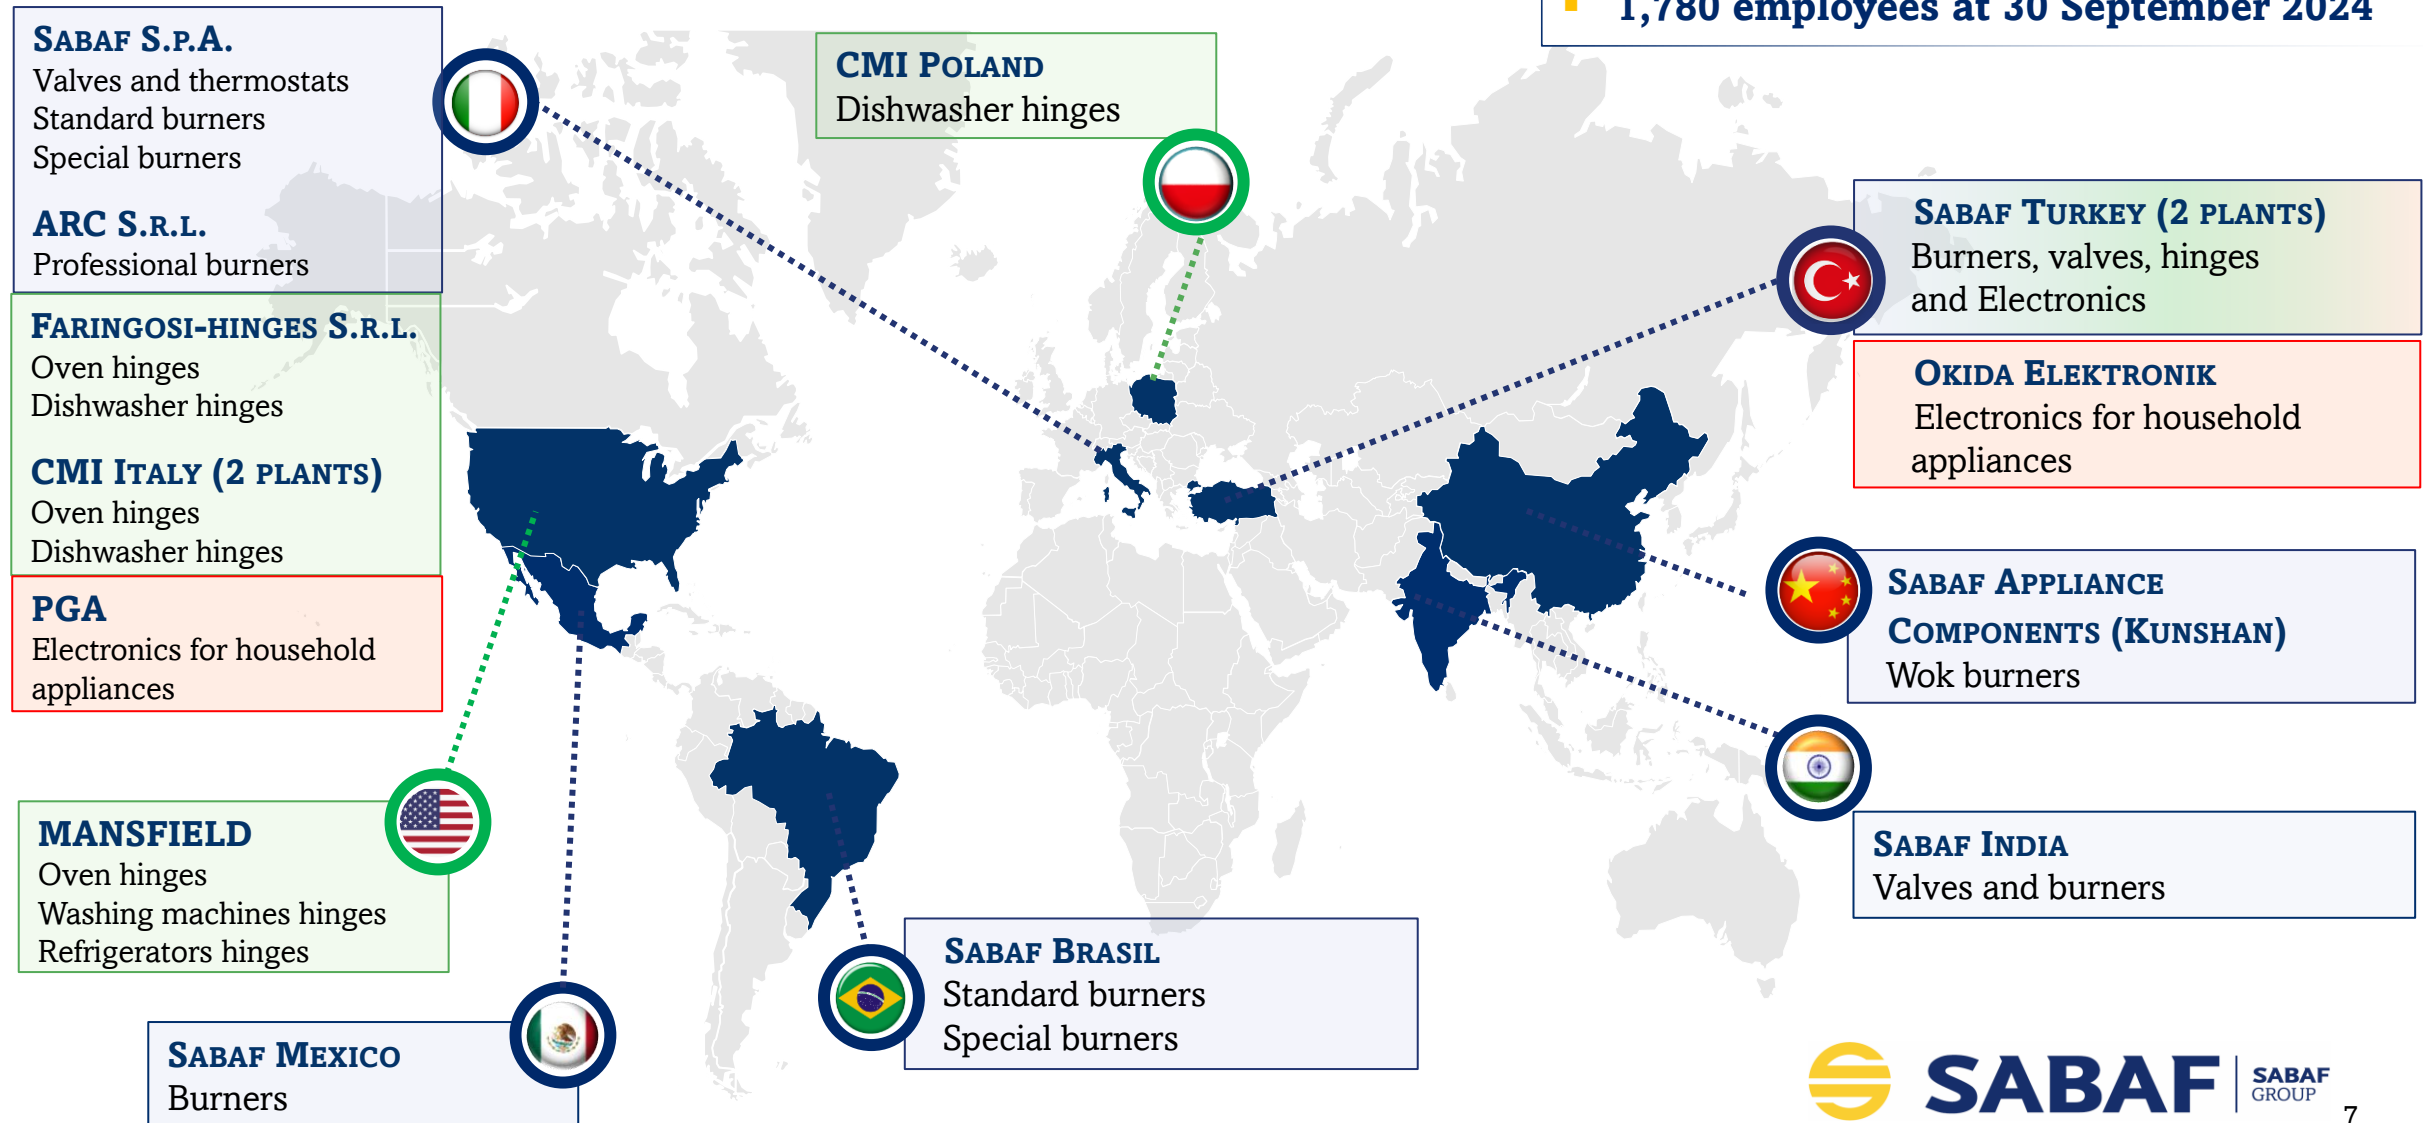 1,780 employees at 30 September 2024
SABAF S.P.A.
Valves and thermostats
Standard burners
Special burners
ARC S.R.L.
Professional burners
FARINGOSI-HINGES S.R.L.
Oven hinges
Dishwasher hinges
CMI ITALY (2 PLANTS)
Oven hinges
Dishwasher hinges
PGA
Electronics for household
appliances
MANSFIELD
Oven hinges
Washing machines hinges
Refrigerators hinges
SABAF MEXICO
Burners
CMI POLAND
Dishwasher hinges
SABAF BRASIL
Standard burners
Special burners
SABAF TURKEY (2 PLANTS)
Burners, valves, hinges
and Electronics
OKIDA ELEKTRONIK
Electronics for household
appliances
SABAF APPLIANCE
COMPONENTS (KUNSHAN)
Wok burners
SABAF INDIA
Valves and burners
SABAF
SABAF
GROUP
7